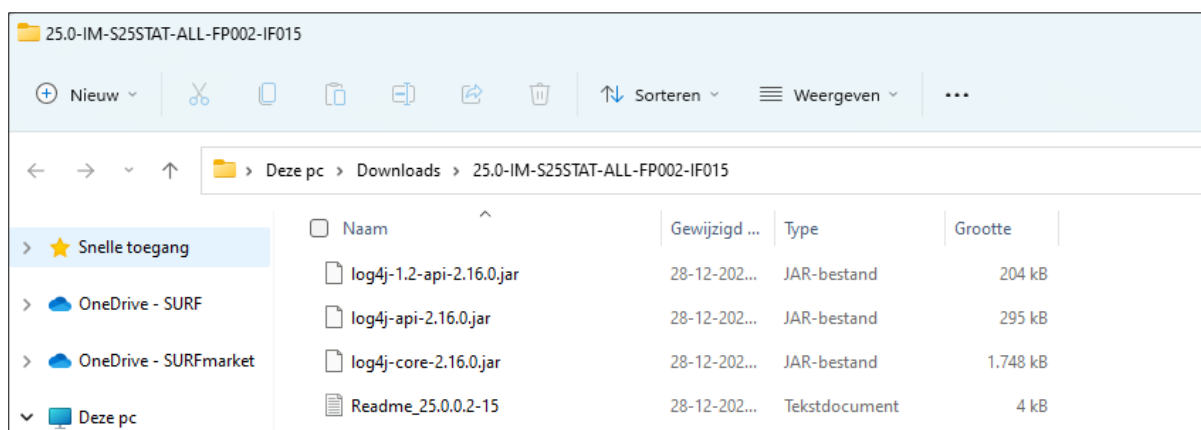 25.0-IM-S25STAT-ALL-FP002-IF015
Nieuw Sorteren Weergeven
Deze pc Downloads 25.0-IM-S25STAT-ALL-FP002-IF015
Naam Gewijzigd ... Type Grootte
Snelle toegang
log4j-1.2-api-2.16.0.jar 28-12-202... JAR-bestand 204 kB
OneDrive - SURF
log4j-api-2.16.0.jar 28-12-202... JAR-bestand 295 kB
OneDrive - SURFmarket
log4j-core-2.16.0.jar 28-12-202... JAR-bestand 1.748 kB
Deze pc
Readme_25.0.0.2-15 28-12-202... Tekstdocument 4 kB